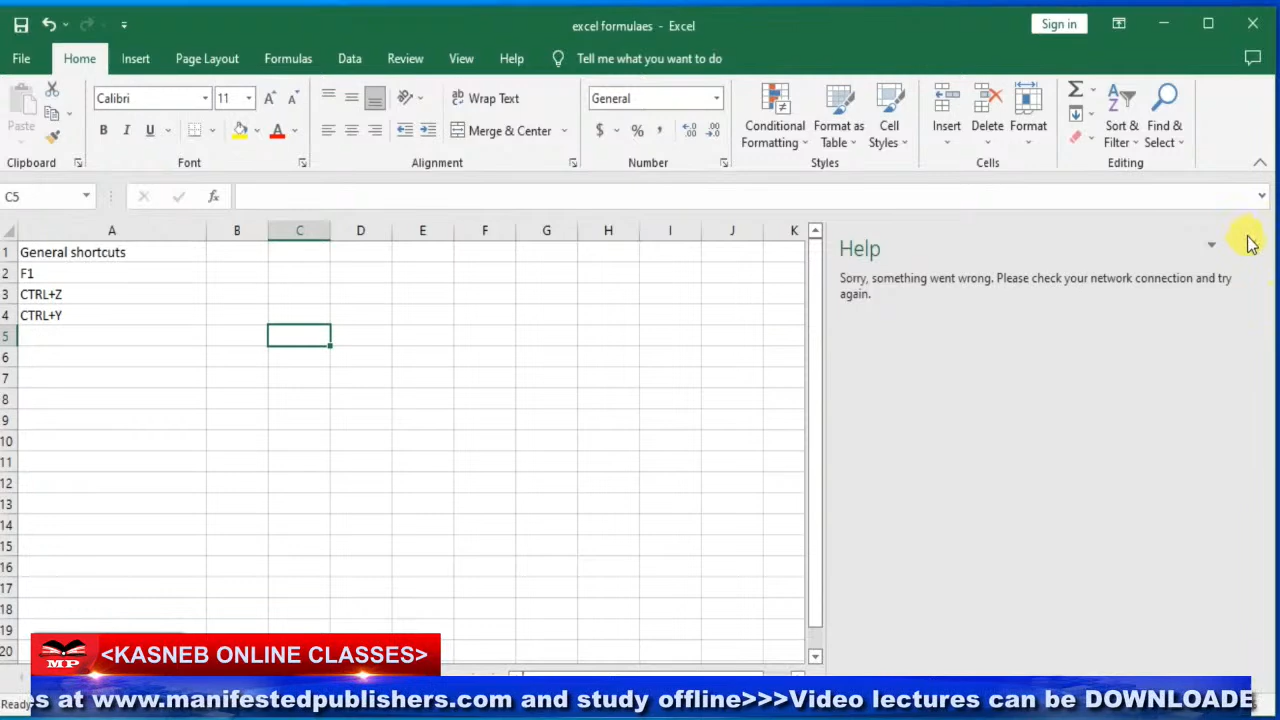 excel formulaes - Excel
Sign in
File Home Insert Page Layout Formulas Data Review View Help Tell me what you want to do
Paste
Clipboard
Calibri 11
B I U A
Font
Wrap Text
Merge & Center
Alignment
General
$ % ,
Number
Conditional Formatting
Format as Table
Cell Styles
Styles
Insert Delete Format
Cells
Sort & Filter
Find & Select
Editing
C5 fx
A B C D E F G H I J K
1 General shortcuts
2 F1
3 CTRL+Z
4 CTRL+Y
5
6
7
8
9
10
11
12
13
14
15
16
17
18
19
20
Help
Sorry, something went wrong. Please check your network connection and try
again.
MP
<KASNEB ONLINE CLASSES>
Ready
s at www.manifestedpublishers.com and study offline>>>Video lectures can be DOWNLOADE